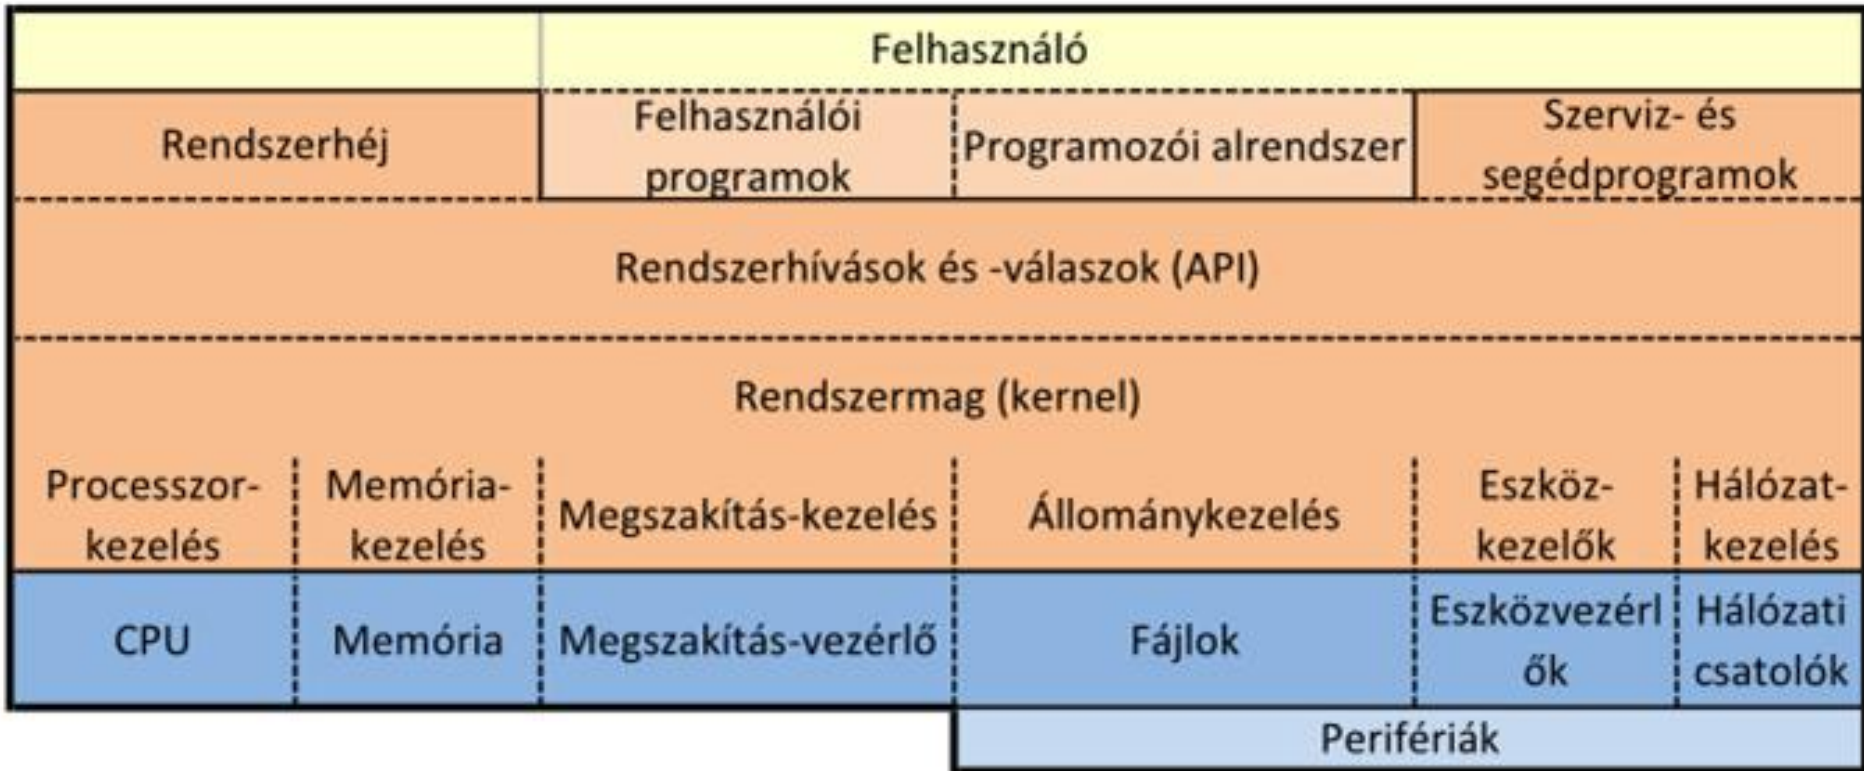 Felhasználó
Rendszerhéj
Felhasználói
programok
Programozói alrendszer
Szerviz- és
segédprogramok
Rendszerhívások és -válaszok (API)
Rendszermag (kernel)
Processzor-
kezelés
Memória-
kezelés
Megszakítás-kezelés
Állománykezelés
Eszköz-
kezelők
Hálózat-
kezelés
CPU
Memória
Megszakítás-vezérlő
Fájlok
Eszközvezérl
ők
Hálózati
csatolók
Perifériák